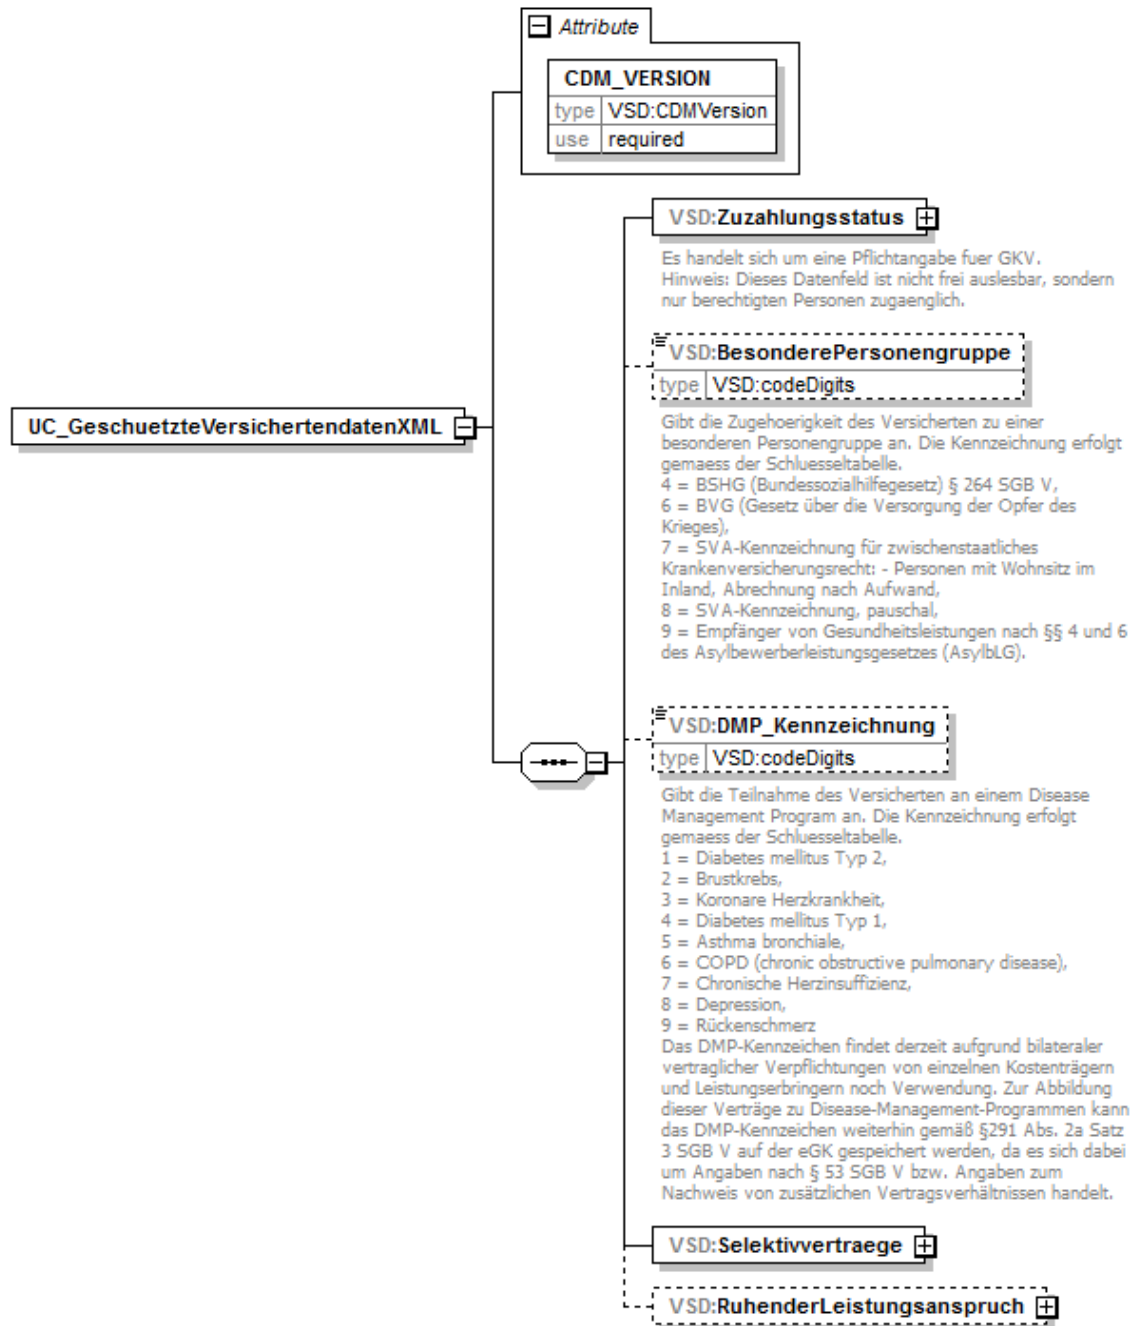 Attribute
CDM_VERSION
type VSD:CDMVersion
use required
VSD:Zuzahlungsstatus
Es handelt sich um eine Pflichtangabe fuer GKV.
Hinweis: Dieses Datenfeld ist nicht frei auslesbar, sondern
nur berechtigten Personen zugaenglich.
VSD:BesonderePersonengruppe
type VSD:codeDigits
UC_GeschuetzteVersichertendatenXML
Gibt die Zugehoerigkeit des Versicherten zu einer
besonderen Personengruppe an. Die Kennzeichnung erfolgt
gemaess der Schluesseltabelle.
4 = BSHG (Bundessozialhilfegesetz) § 264 SGB V,
6 = BVG (Gesetz über die Versorgung der Opfer des
Krieges),
7 = SVA-Kennzeichnung für zwischenstaatliches
Krankenversicherungsrecht: - Personen mit Wohnsitz im
Inland, Abrechnung nach Aufwand,
8 = SVA-Kennzeichnung, pauschal,
9 = Empfänger von Gesundheitsleistungen nach §§ 4 und 6
des Asylbewerberleistungsgesetzes (AsylbLG).
VSD:DMP_Kennzeichnung
type VSD:codeDigits
Gibt die Teilnahme des Versicherten an einem Disease
Management Program an. Die Kennzeichnung erfolgt
gemaess der Schluesseltabelle.
1 = Diabetes mellitus Typ 2,
2 = Brustkrebs,
3 = Koronare Herzkrankheit,
4 = Diabetes mellitus Typ 1,
5 = Asthma bronchiale,
6 = COPD (chronic obstructive pulmonary disease),
7 = Chronische Herzinsuffizienz,
8 = Depression,
9 = Rückenschmerz
Das DMP-Kennzeichen findet derzeit aufgrund bilateraler
vertraglicher Verpflichtungen von einzelnen Kostenträgern
und Leistungserbringern noch Verwendung. Zur Abbildung
dieser Verträge zu Disease-Management-Programmen kann
das DMP-Kennzeichen weiterhin gemäß §291 Abs. 2a Satz
3 SGB V auf der eGK gespeichert werden, da es sich dabei
um Angaben nach § 53 SGB V bzw. Angaben zum
Nachweis von zusätzlichen Vertragsverhältnissen handelt.
VSD:Selektivvertraege
VSD:RuhenderLeistungsanspruch